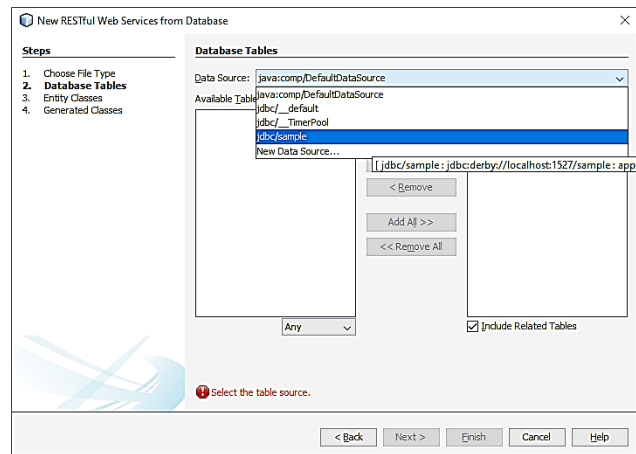 New RESTful Web Services from Database
Steps
1. Choose File Type
2. Database Tables
3. Entity Classes
4. Generated Classes
Database Tables
Data Source: java:comp/DefaultDataSource
java:comp/DefaultDataSource
Available Table
jdbc/__default
jdbc/__TimerPool
jdbc/sample
New Data Source...
[ jdbc/sample : jdbc:derby://localhost:1527/sample : app
< Remove
Add All >>
<< Remove All
Any
Include Related Tables
Select the table source.
< Back Next > Finish Cancel Help